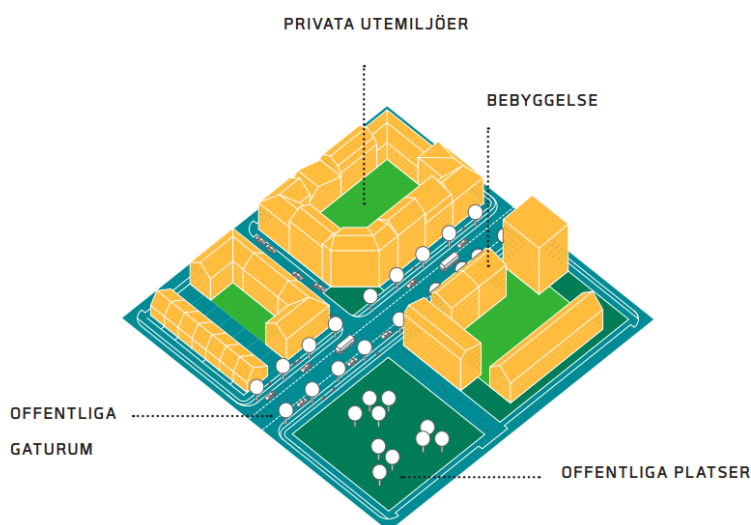 PRIVATA UTEMILJÖER
BEBYGGELSE
OFFENTLIGA
GATURUM
OFFENTLIGA PLATSER